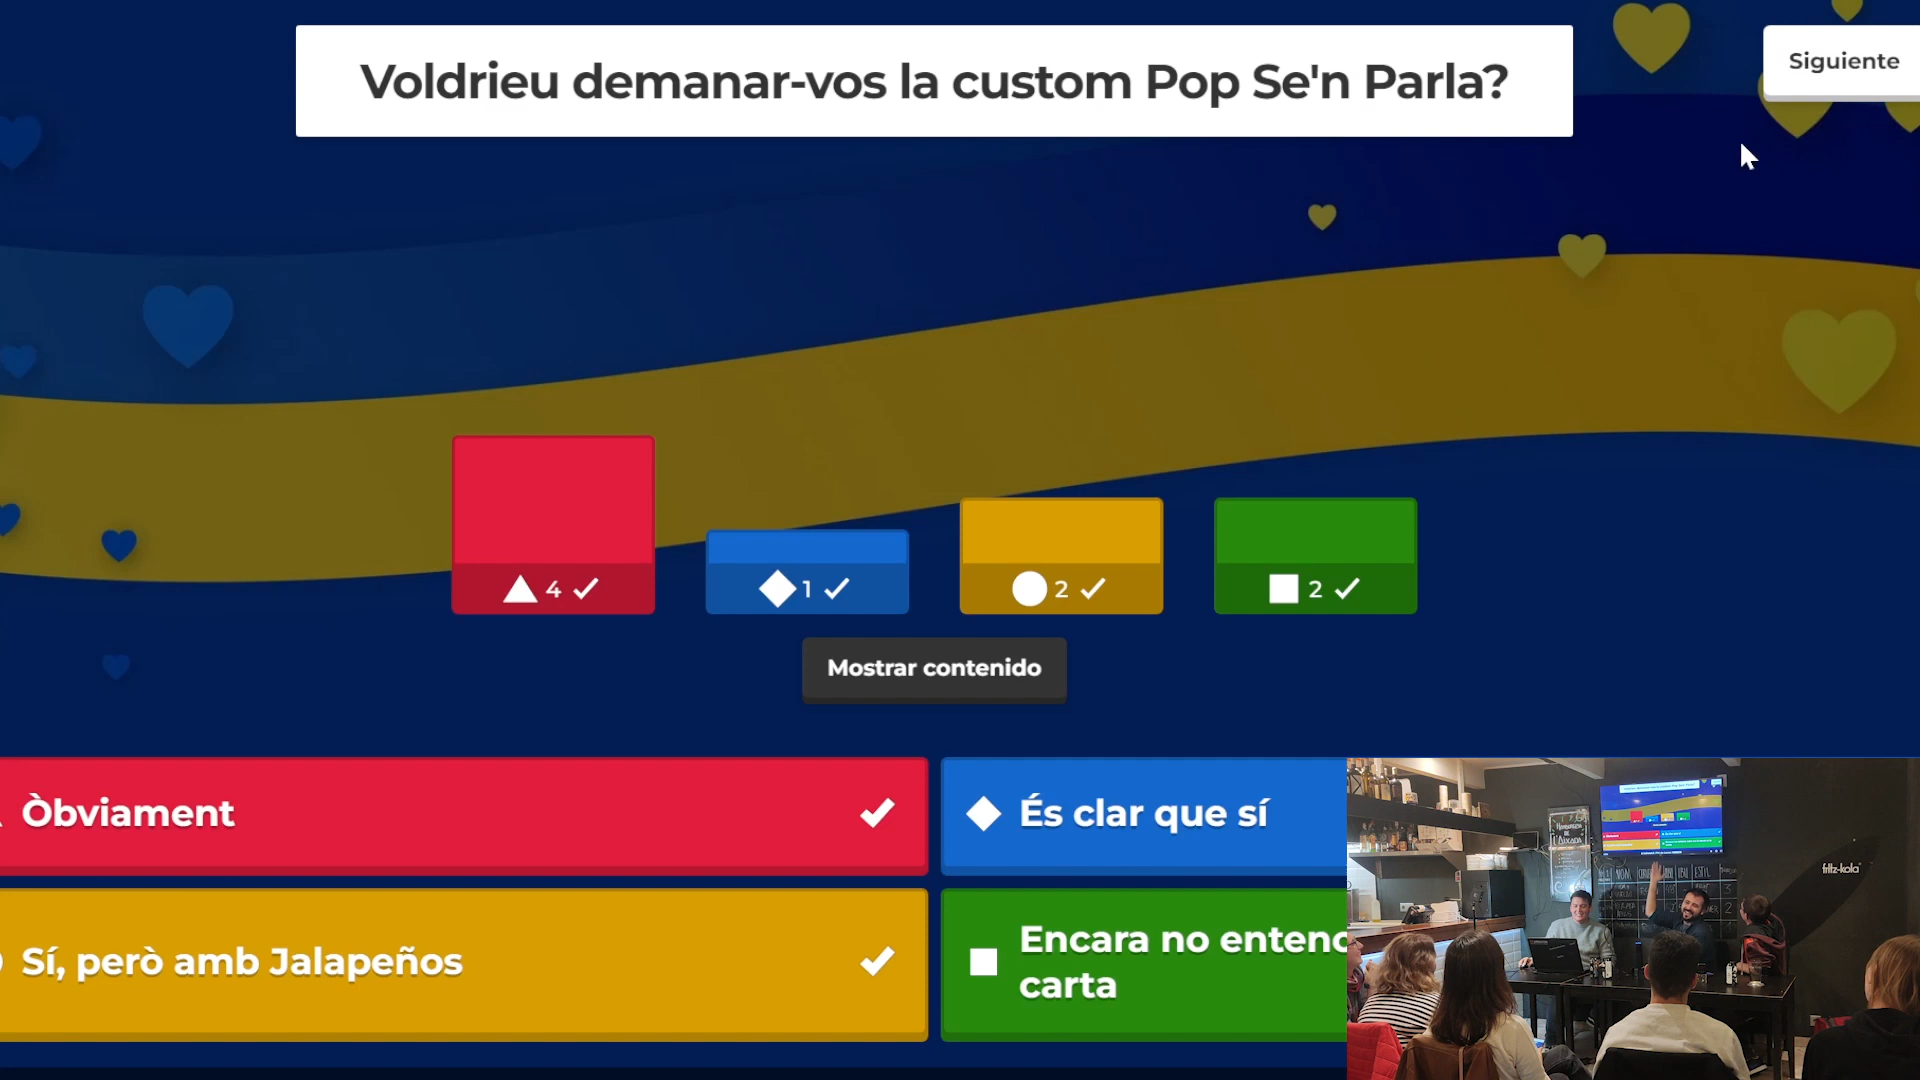 Voldrieu demanar-vos la custom Pop Se'n Parla?
Siguiente
4
1
2
2
Mostrar contenido
Òbviament
És clar que sí
Sí, però amb Jalapeños
Encara no
carta
fritz-kola